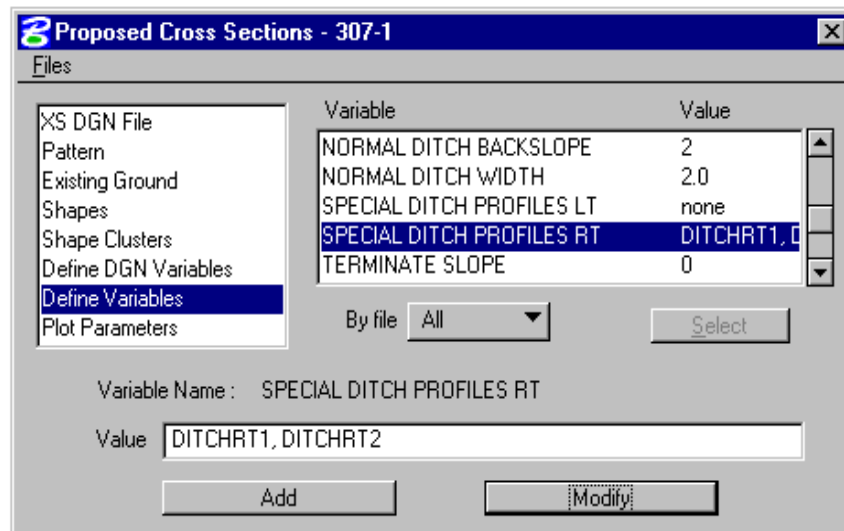 Proposed Cross Sections - 307-1
Files
XS DGN File
Pattern
Existing Ground
Shapes
Shape Clusters
Define DGN Variables
Define Variables
Plot Parameters
Variable Value
NORMAL DITCH BACKSLOPE 2
NORMAL DITCH WIDTH 2.0
SPECIAL DITCH PROFILES LT none
SPECIAL DITCH PROFILES RT DITCHRT1, D
TERMINATE SLOPE 0
By file All Select
Variable Name : SPECIAL DITCH PROFILES RT
Value DITCHRT1, DITCHRT2
Add Modify